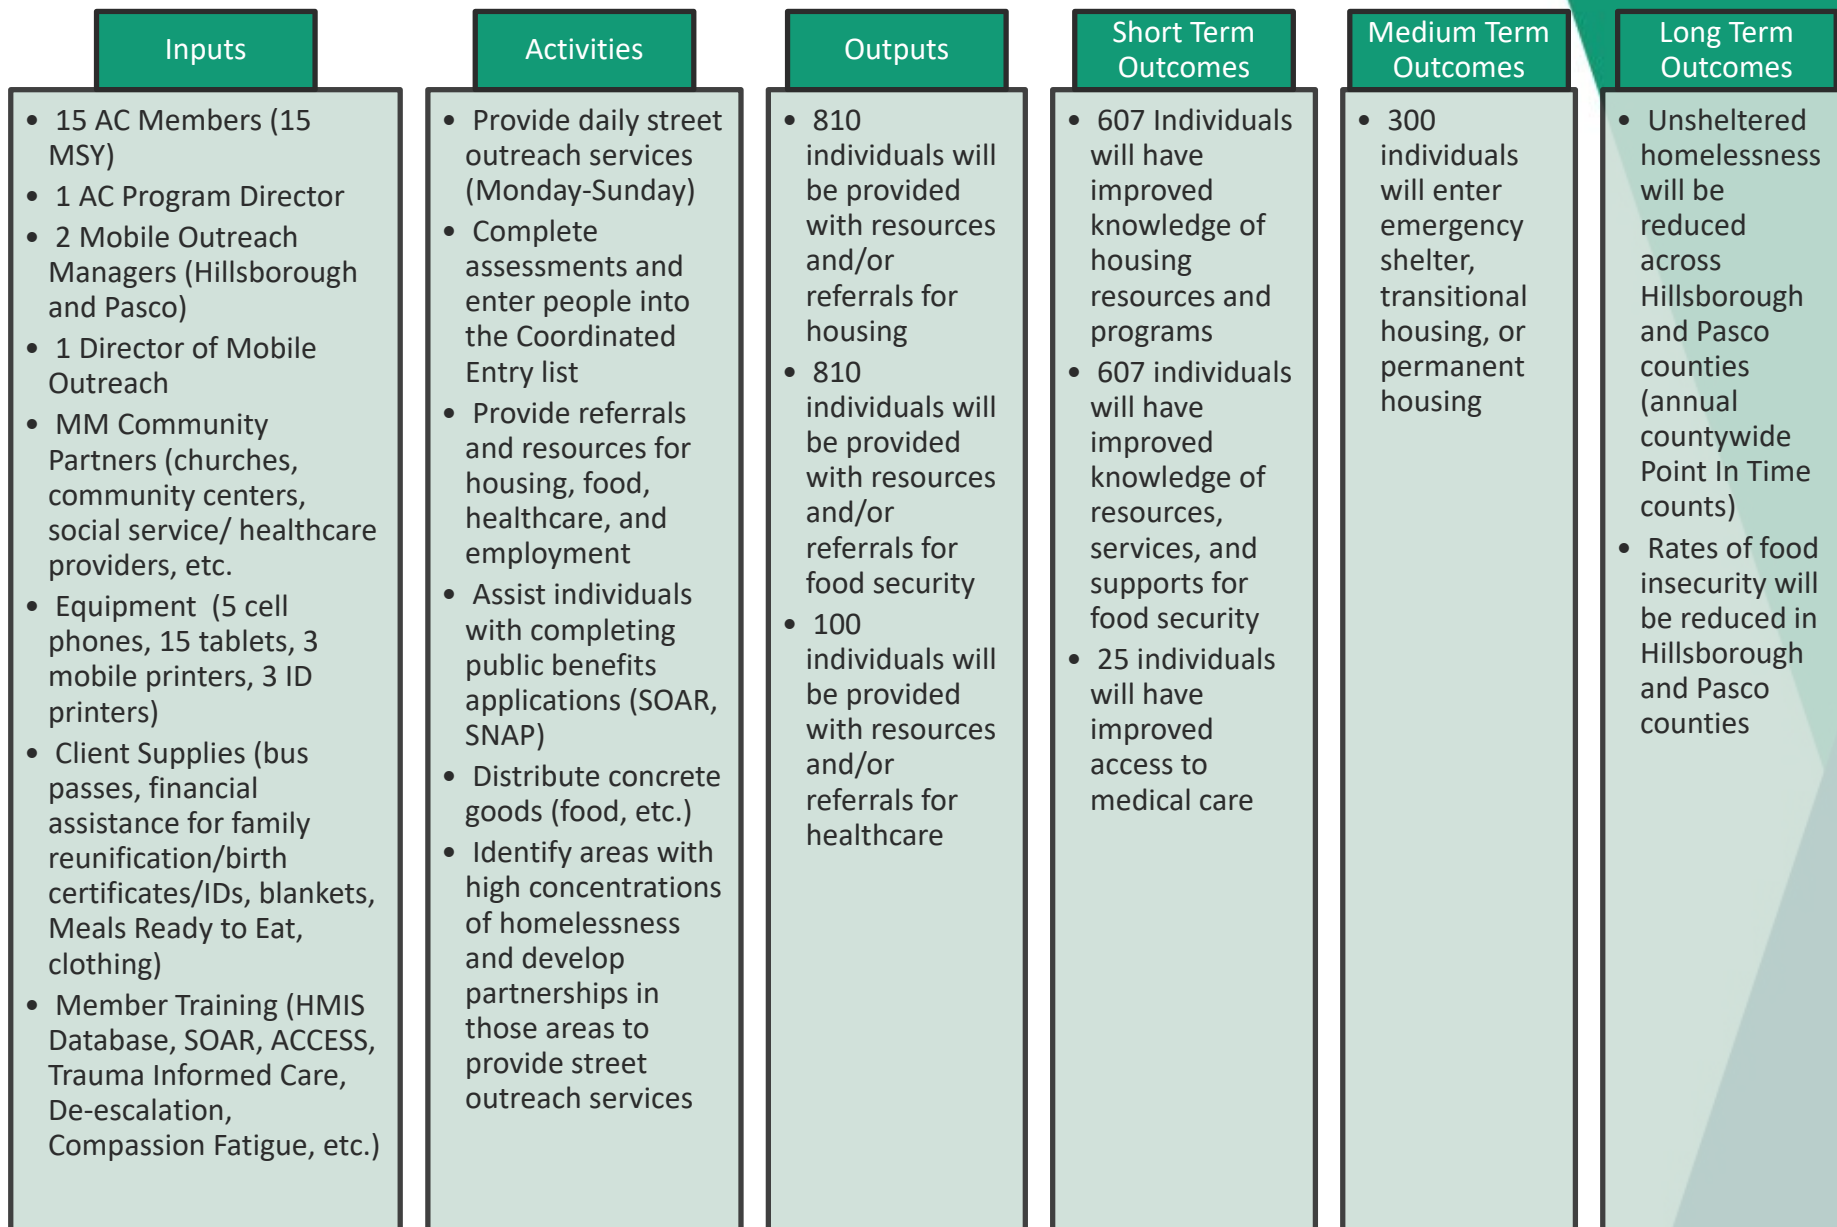 Inputs
• 15 AC Members (15
MSY)
• 1 AC Program Director
• 2 Mobile Outreach
Managers (Hillsborough
and Pasco)
• 1 Director of Mobile
Outreach
• MM Community
Partners (churches,
community centers,
social service/ healthcare
providers, etc.
• Equipment  (5 cell
phones, 15 tablets, 3
mobile printers, 3 ID
printers)
• Client Supplies (bus
passes, financial
assistance for family
reunification/birth
certificates/IDs, blankets,
Meals Ready to Eat,
clothing)
• Member Training (HMIS
Database, SOAR, ACCESS,
Trauma Informed Care,
De-escalation,
Compassion Fatigue, etc.)
Activities
• Provide daily street
outreach services
(Monday-Sunday)
• Complete
assessments and
enter people into
the Coordinated
Entry list
• Provide referrals
and resources for
housing, food,
healthcare, and
employment
• Assist individuals
with completing
public benefits
applications (SOAR,
SNAP)
• Distribute concrete
goods (food, etc.)
• Identify areas with
high concentrations
of homelessness
and develop
partnerships in
those areas to
provide street
outreach services
Outputs
• 810
individuals will
be provided
with resources
and/or
referrals for
housing
• 810
individuals will
be provided
with resources
and/or
referrals for
food security
• 100
individuals will
be provided
with resources
and/or
referrals for
healthcare
Short Term
Outcomes
• 607 Individuals
will have
improved
knowledge of
housing
resources and
programs
• 607 individuals
will have
improved
knowledge of
resources,
services, and
supports for
food security
• 25 individuals
will have
improved
access to
medical care
Medium Term
Outcomes
• 300
individuals
will enter
emergency
shelter,
transitional
housing, or
permanent
housing
Long Term
Outcomes
• Unsheltered
homelessness
will be
reduced
across
Hillsborough
and Pasco
counties
(annual
countywide
Point In Time
counts)
• Rates of food
insecurity will
be reduced in
Hillsborough
and Pasco
counties